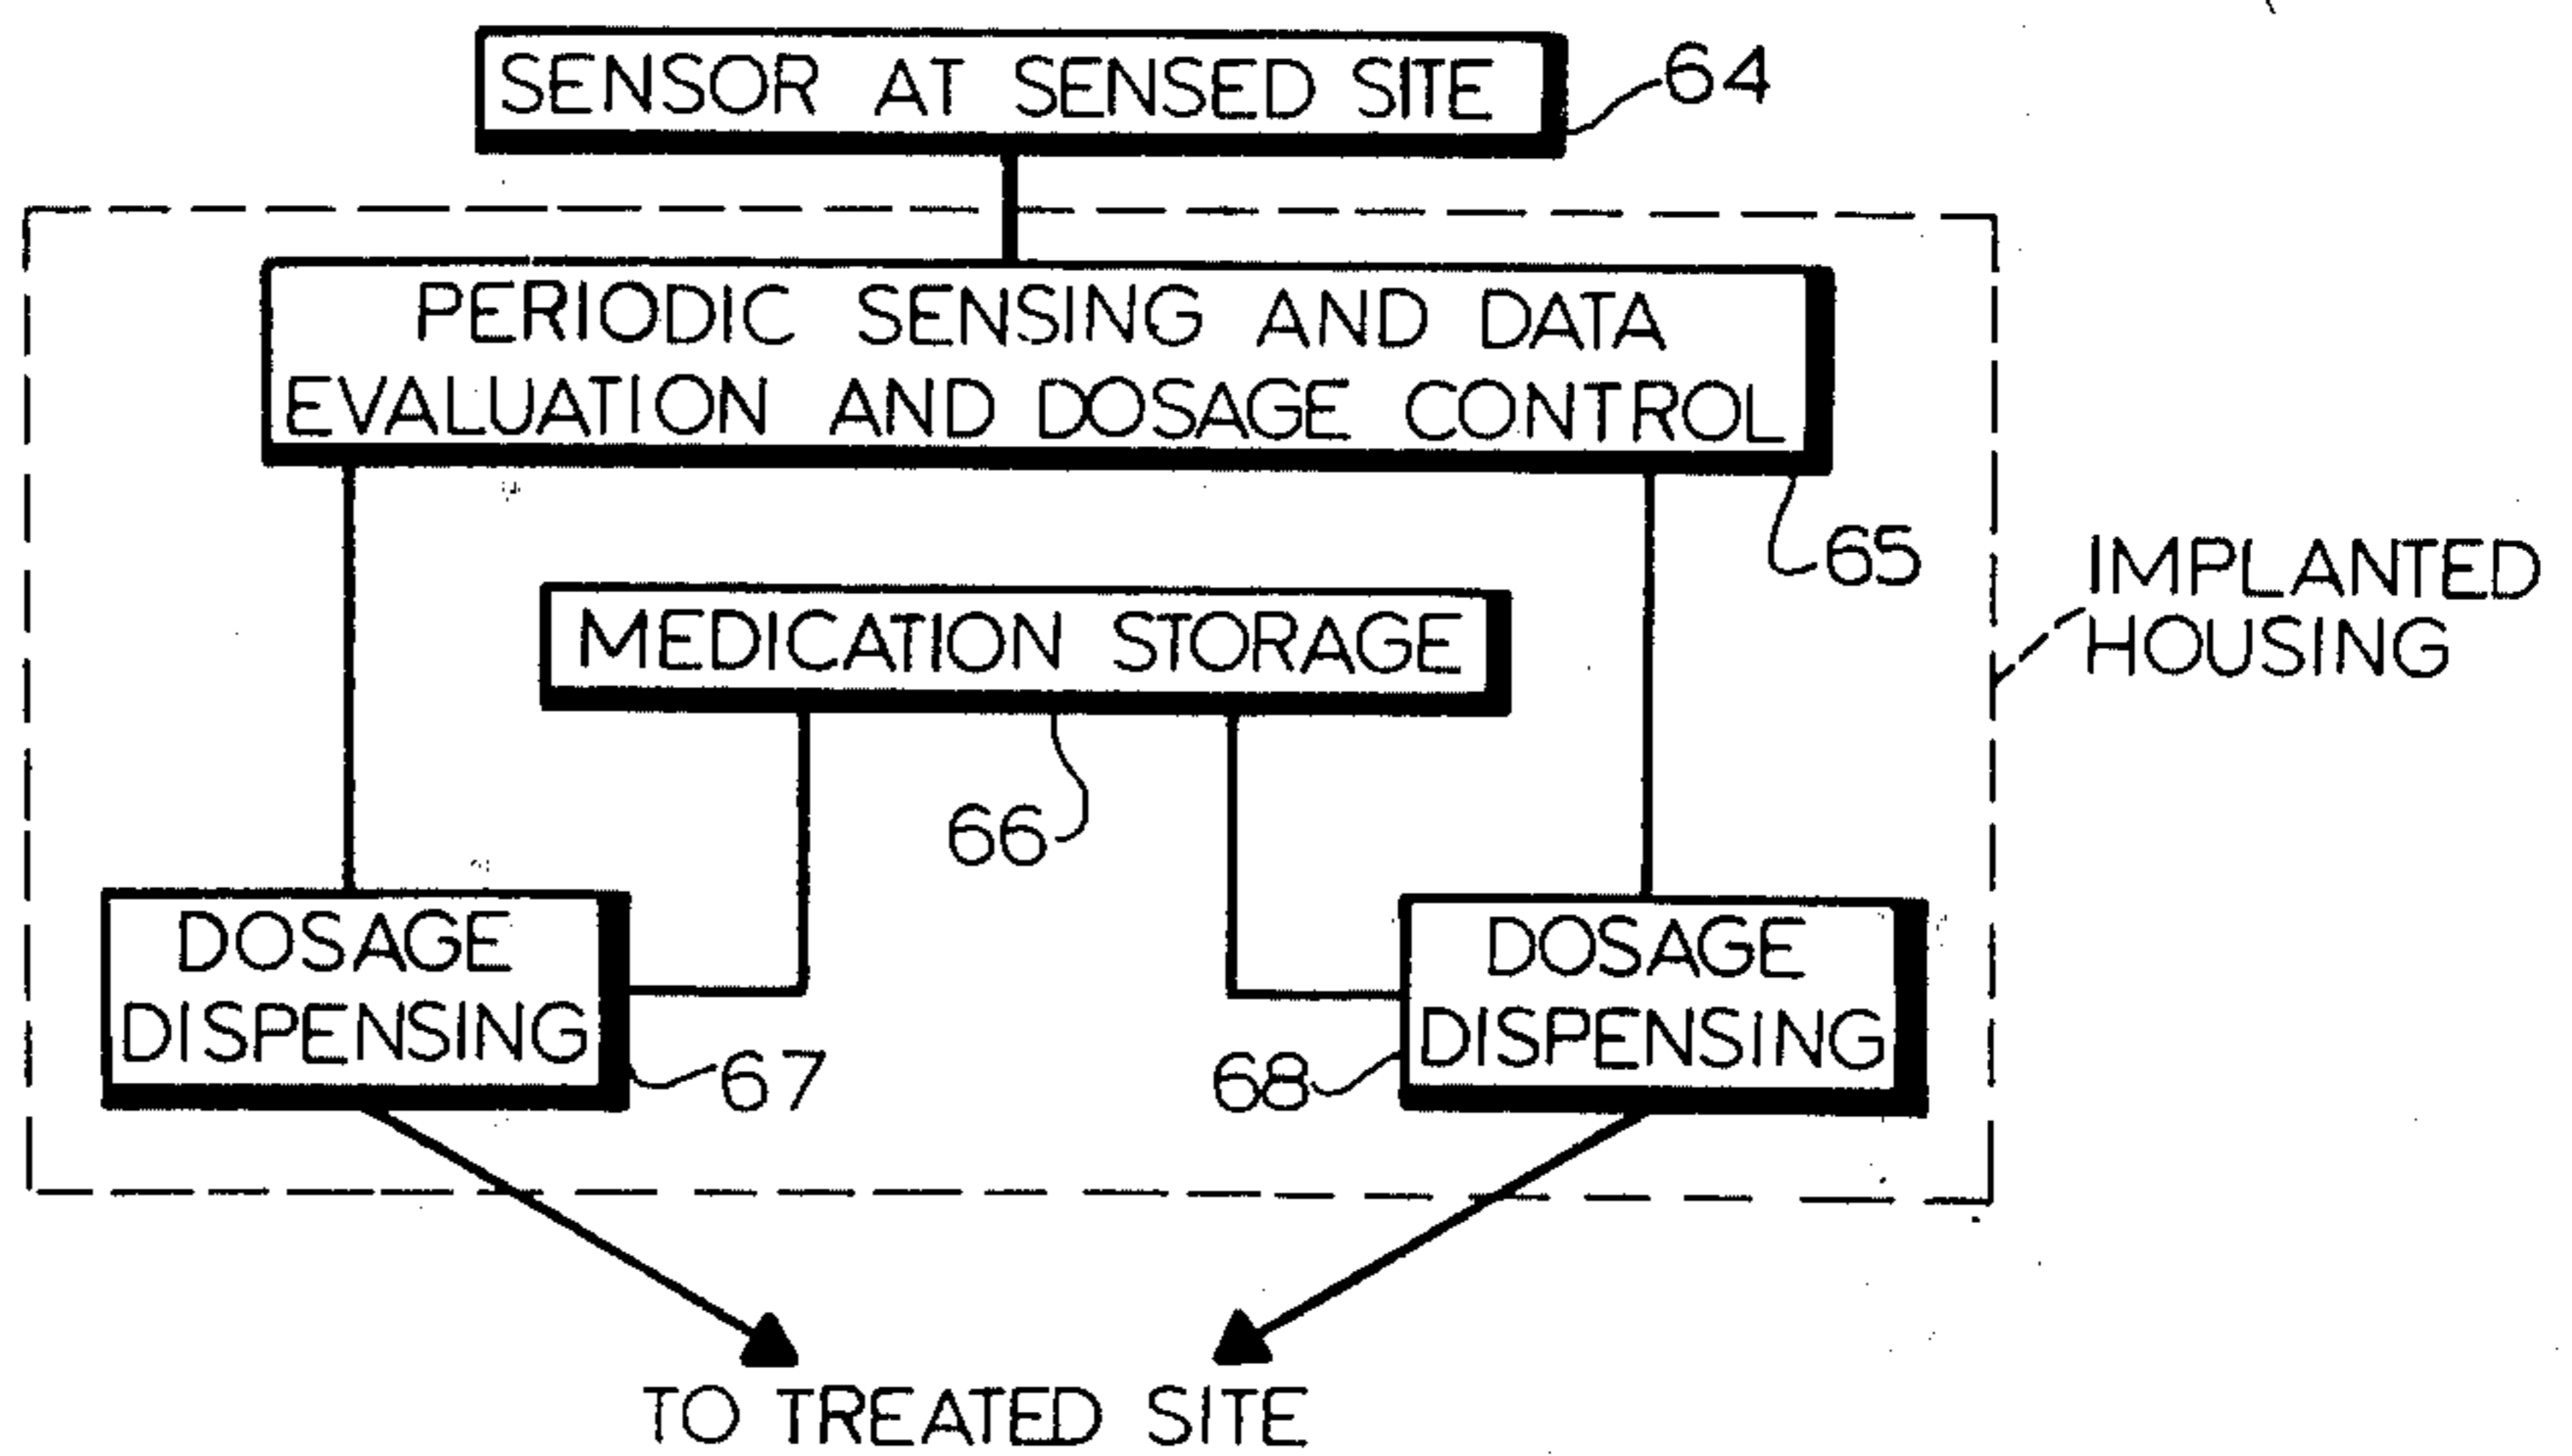 SENSOR AT SENSED SITE
64
PERIODIC SENSING AND DATA
EVALUATION AND DOSAGE CONTROL
65
IMPLANTED
HOUSING
MEDICATION STORAGE
66
DOSAGE
DISPENSING
67
68
DOSAGE
DISPENSING
TO TREATED SITE